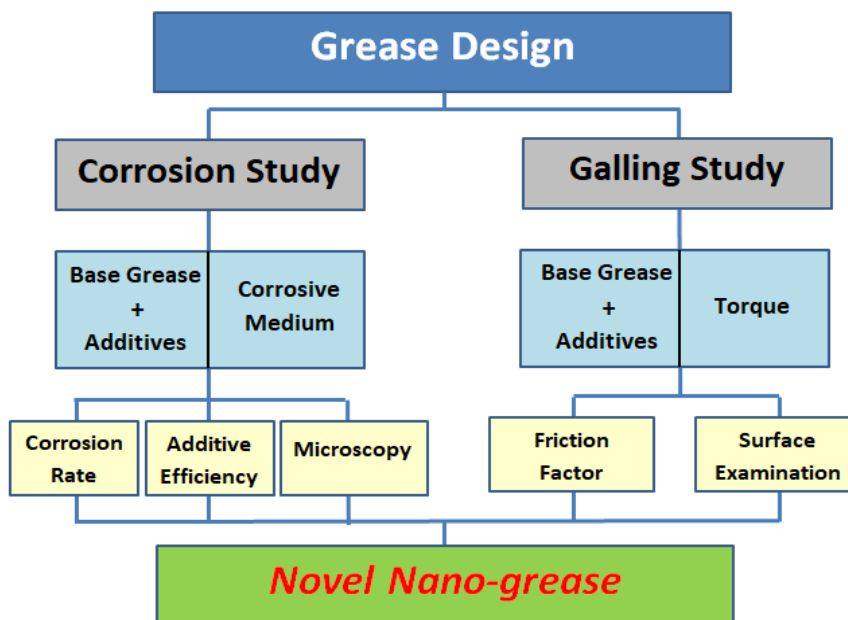 Grease Design
Corrosion Study
Galling Study
Base Grease
+
Additives
Corrosive
Medium
Base Grease
+
Additives
Torque
Corrosion
Rate
Additive
Efficiency
Microscopy
Friction
Factor
Surface
Examination
Novel Nano-grease